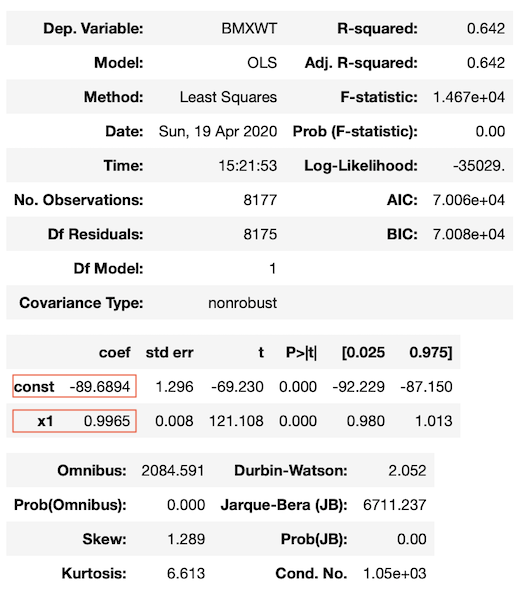 Dep. Variable: BMXWT R-squared: 0.642
Model: OLS Adj. R-squared: 0.642
Method: Least Squares F-statistic: 1.467e+04
Date: Sun, 19 Apr 2020 Prob (F-statistic): 0.00
Time: 15:21:53 Log-Likelihood: -35029.
No. Observations: 8177 AIC: 7.006e+04
Df Residuals: 8175 BIC: 7.008e+04
Df Model: 1
Covariance Type: nonrobust
coef std err t P>|t| [0.025 0.975]
const -89.6894 1.296 -69.230 0.000 -92.229 -87.150
x1 0.9965 0.008 121.108 0.000 0.980 1.013
Omnibus: 2084.591 Durbin-Watson: 2.052
Prob(Omnibus): 0.000 Jarque-Bera (JB): 6711.237
Skew: 1.289 Prob(JB): 0.00
Kurtosis: 6.613 Cond. No. 1.05e+03